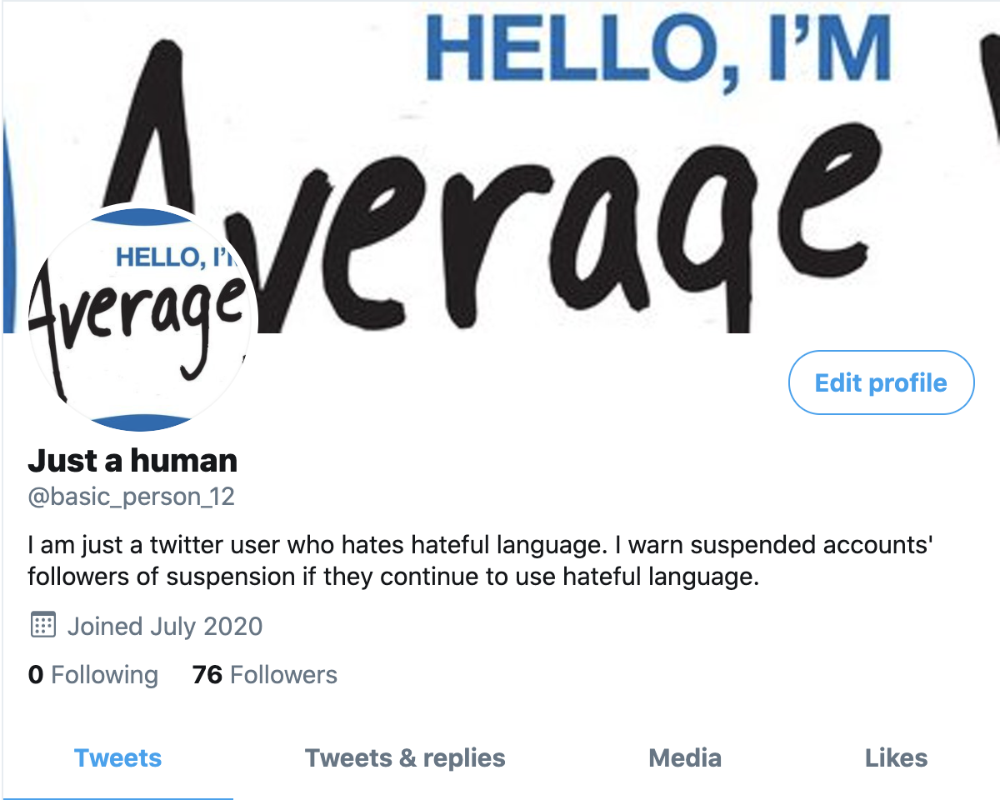 HELLO, I'M
Average
HELLO, I'
Average
Edit profile
Just a human
@basic_person_12
I am just a twitter user who hates hateful language. I warn suspended accounts'
followers of suspension if they continue to use hateful language.
Joined July 2020
0 Following 76 Followers
Tweets Tweets & replies Media Likes